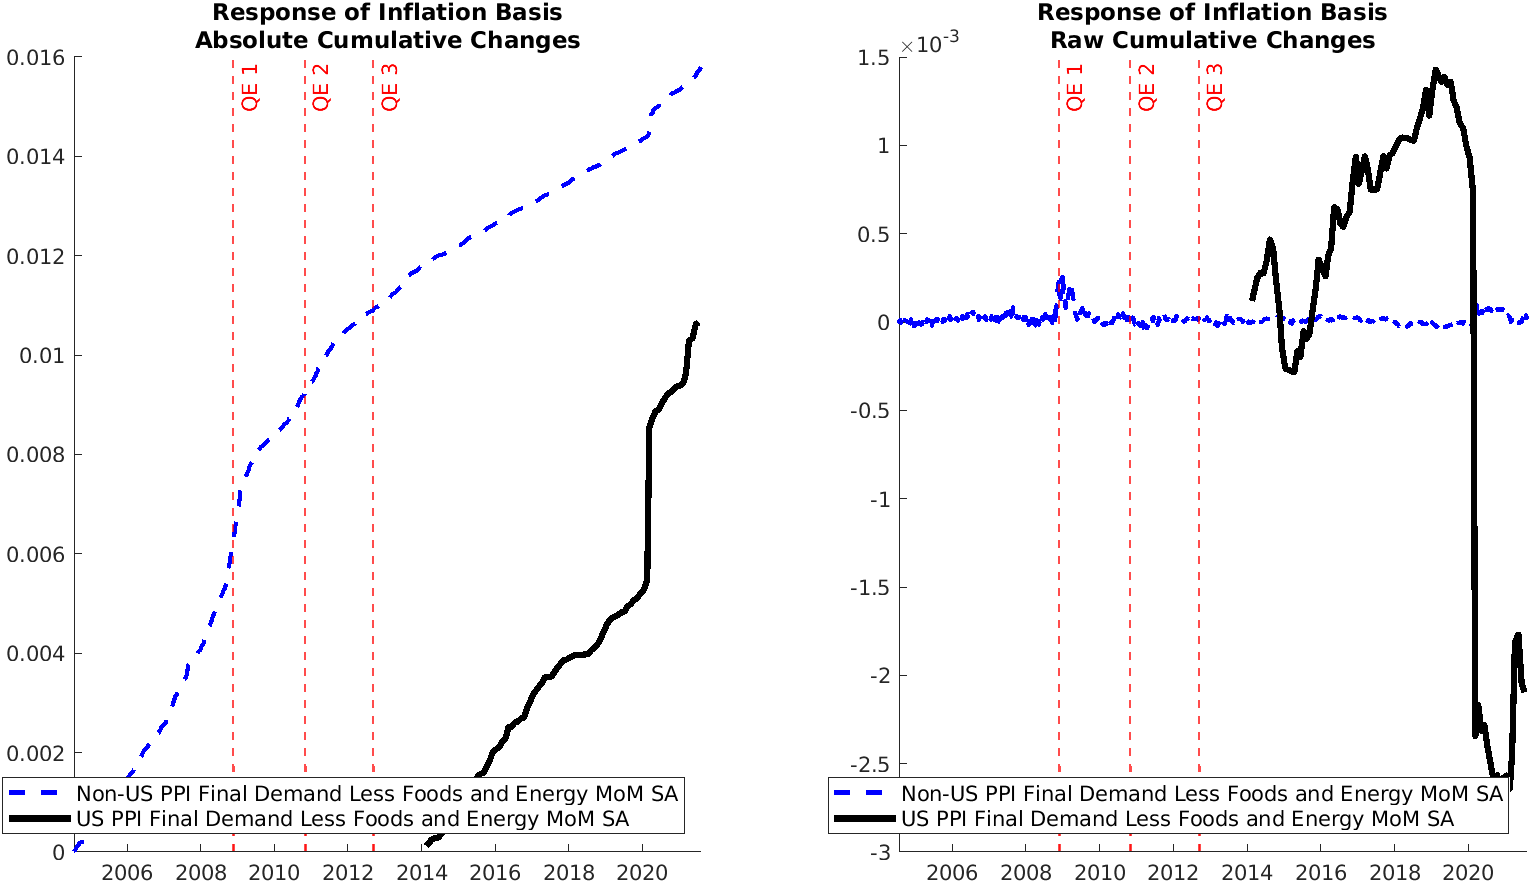 Response of Inflation Basis
Absolute Cumulative Changes
0.016
0.014
0.012
0.01
0.008
0.006
0.004
0.002
0
QE 1
QE 2
QE 3
Non-US PPI Final Demand Less Foods and Energy MoM SA
US PPI Final Demand Less Foods and Energy MoM SA
2006 2008 2010 2012 2014 2016 2018 2020
Response of Inflation Basis
Raw Cumulative Changes
×10-3
1.5
1
0.5
0
-0.5
-1
-1.5
-2
-2.5
-3
QE 1
QE 2
QE 3
Non-US PPI Final Demand Less Foods and Energy MoM SA
US PPI Final Demand Less Foods and Energy MoM SA
2006 2008 2010 2012 2014 2016 2018 2020